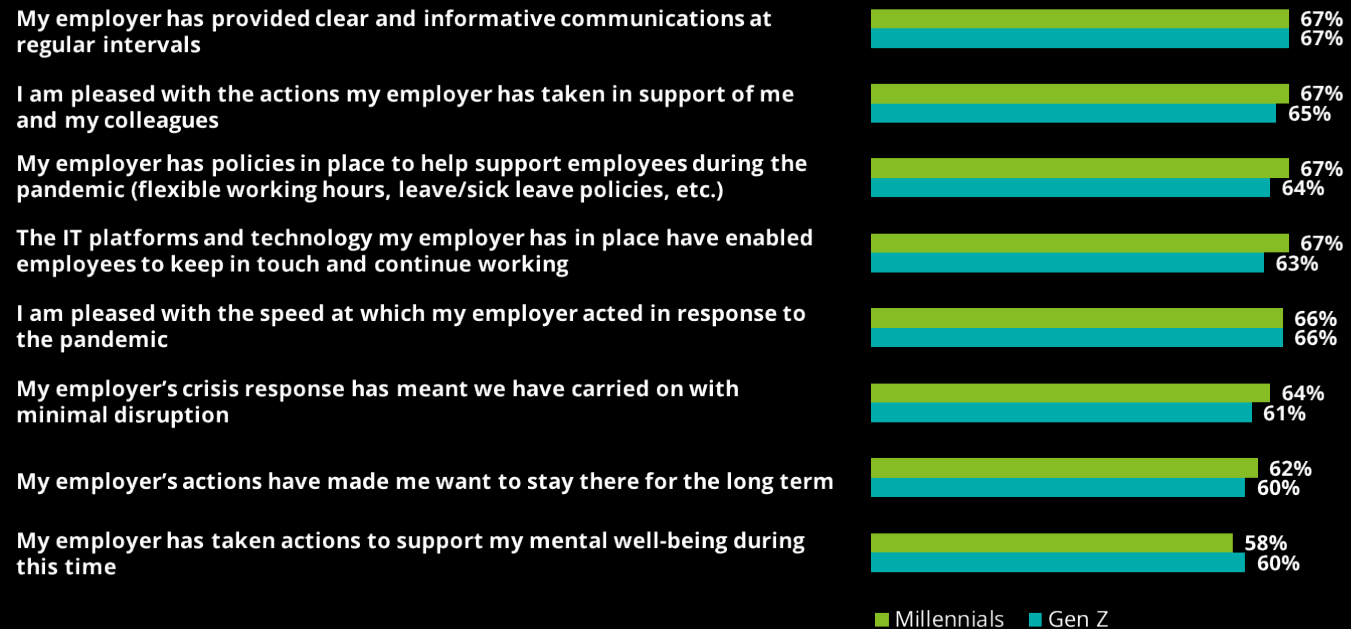 My employer has provided clear and informative communications at
regular intervals
67%
67%
I am pleased with the actions my employer has taken in support of me
and my colleagues
67%
65%
My employer has policies in place to help support employees during the
pandemic (flexible working hours, leave/sick leave policies, etc.)
67%
64%
The IT platforms and technology my employer has in place have enabled
employees to keep in touch and continue working
67%
63%
I am pleased with the speed at which my employer acted in response to
the pandemic
66%
66%
My employer’s crisis response has meant we have carried on with
minimal disruption
64%
61%
My employer’s actions have made me want to stay there for the long term
62%
60%
My employer has taken actions to support my mental well-being during
this time
58%
60%
Millennials
Gen Z